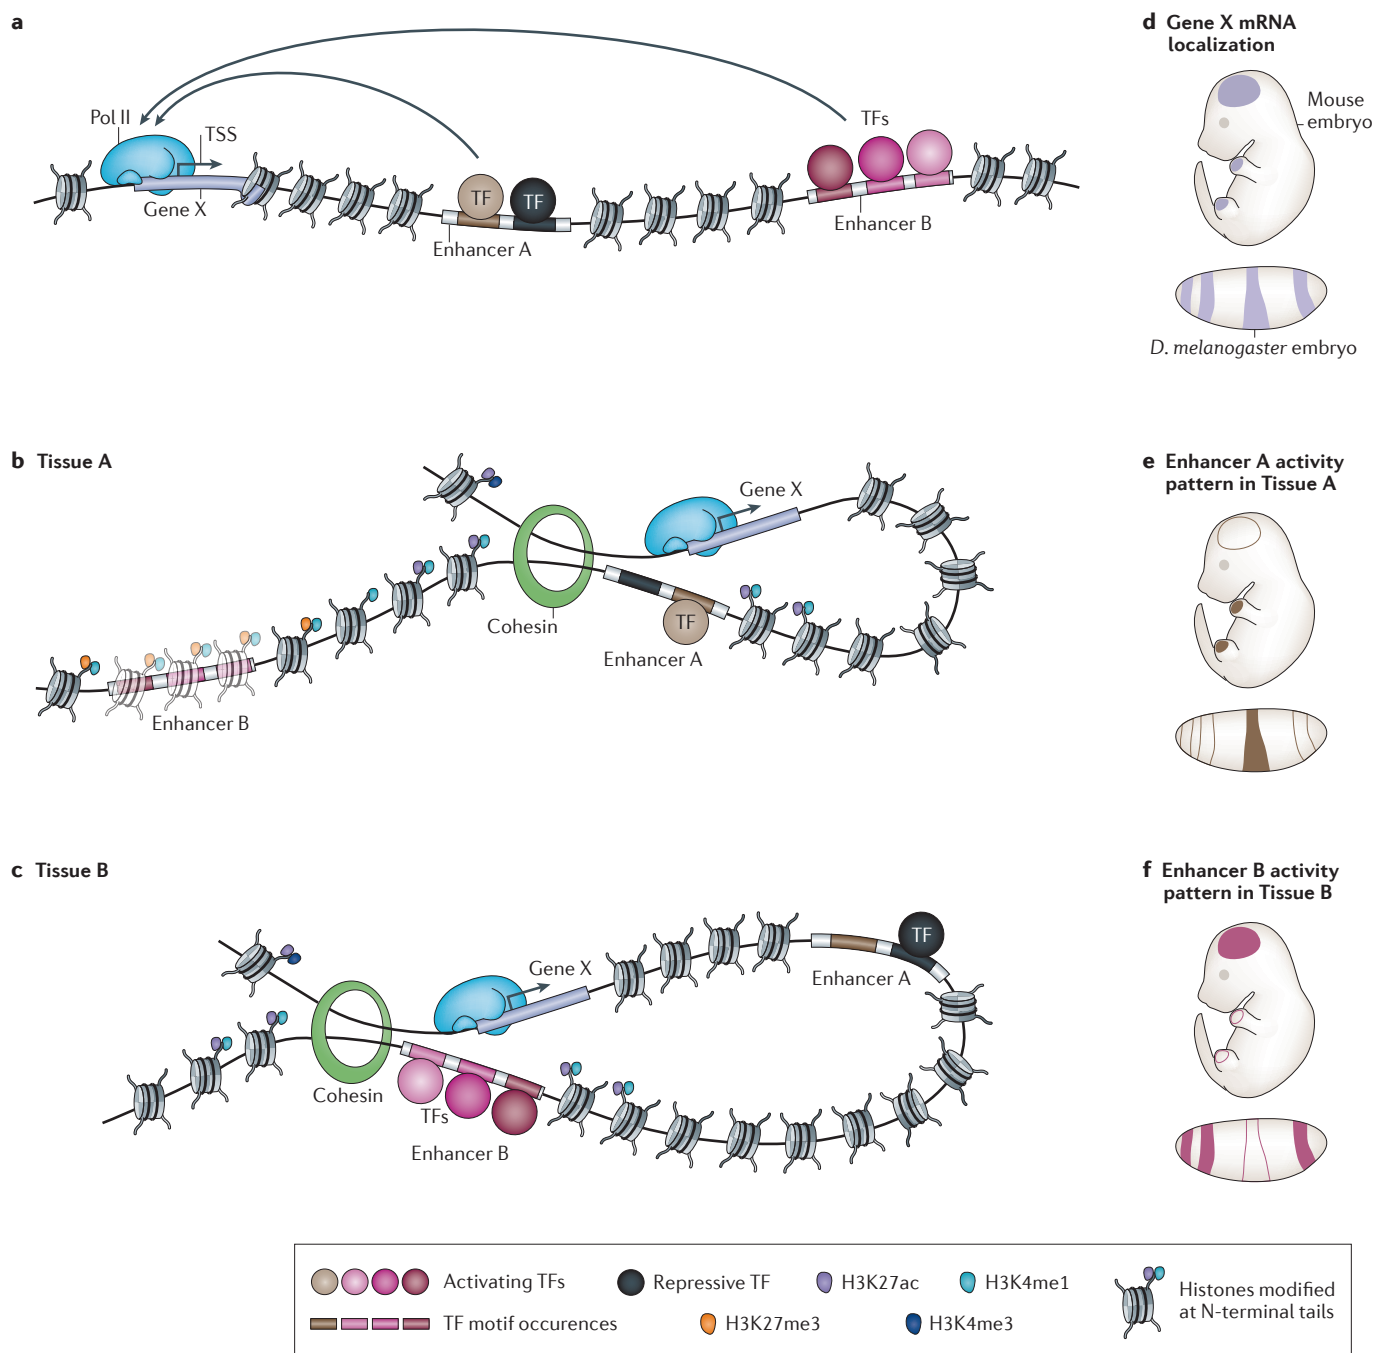 a
Pol II
TSS
Gene X
TF
TF
Enhancer A
TFs
Enhancer B
d Gene X mRNA
localization
Mouse
embryo
D. melanogaster embryo
b Tissue A
Gene X
Cohesin
TF
Enhancer A
Enhancer B
e Enhancer A activity
pattern in Tissue A
c Tissue B
Gene X
TF
Enhancer A
Cohesin
TFs
Enhancer B
f Enhancer B activity
pattern in Tissue B
Activating TFs
Repressive TF
H3K27ac
H3K4me1
Histones modified
at N-terminal tails
TF motif occurences
H3K27me3
H3K4me3